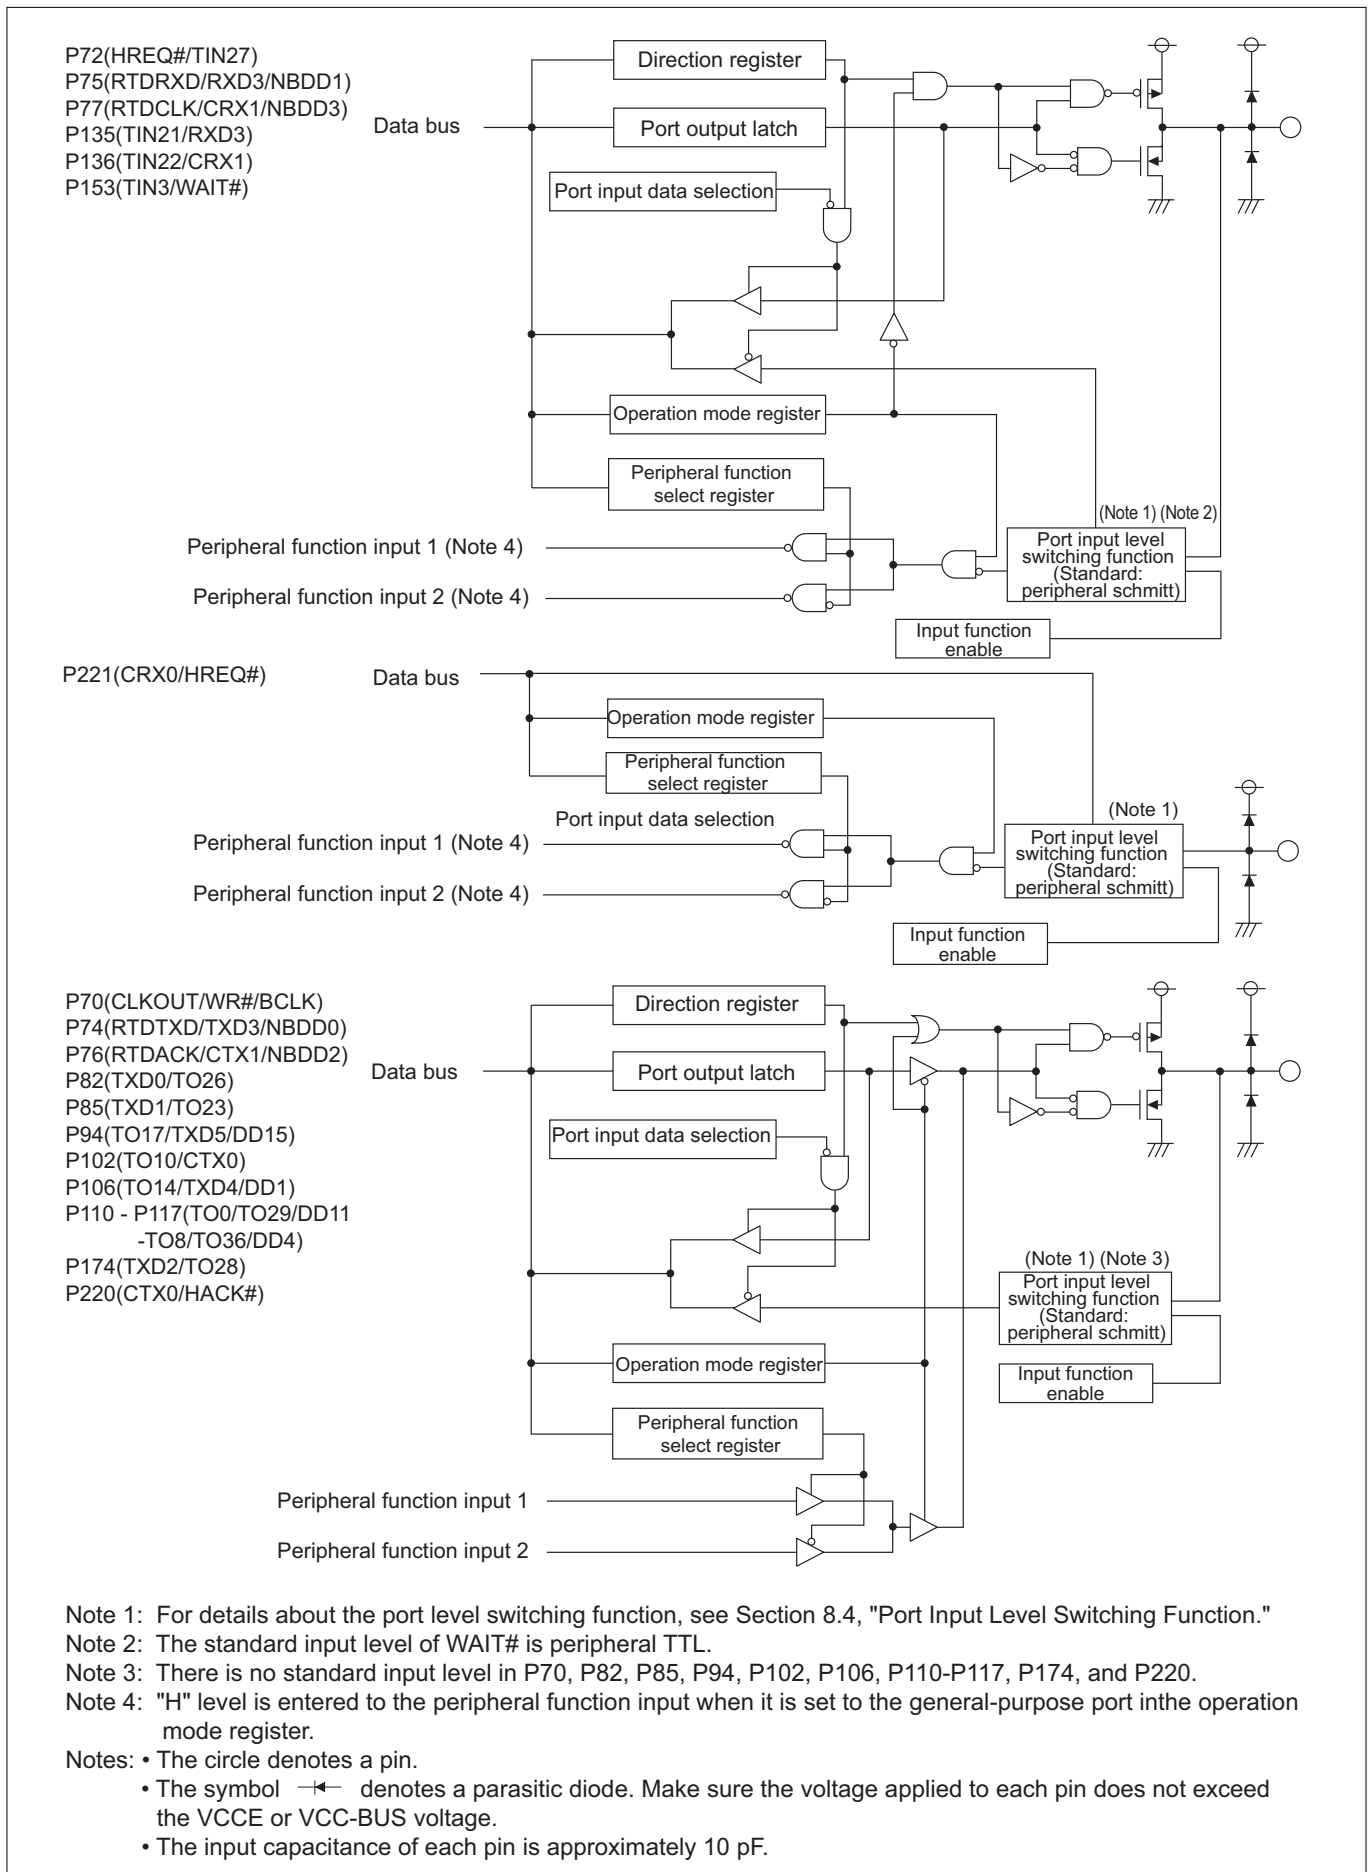 P72(HREQ#/TIN27)
P75(RTDRXD/RXD3/NBDD1)
P77(RTDCLK/CRX1/NBDD3)
P135(TIN21/RXD3)
P136(TIN22/CRX1)
P153(TIN3/WAIT#)
Data bus
Direction register
Port output latch
Port input data selection
Operation mode register
Peripheral function
select register
(Note 1) (Note 2)
Port input level
switching function
(Standard:
peripheral schmitt)
Peripheral function input 1 (Note 4)
Peripheral function input 2 (Note 4)
Input function
enable
P221(CRX0/HREQ#)
Data bus
Operation mode register
Peripheral function
select register
Port input data selection
(Note 1)
Port input level
switching function
(Standard:
peripheral schmitt)
Peripheral function input 1 (Note 4)
Peripheral function input 2 (Note 4)
Input function
enable
P70(CLKOUT/WR#/BCLK)
P74(RTDTXD/TXD3/NBDD0)
P76(RTDACK/CTX1/NBDD2)
P82(TXD0/TO26)
P85(TXD1/TO23)
P94(TO17/TXD5/DD15)
P102(TO10/CTX0)
P106(TO14/TXD4/DD1)
P110 - P117(TO0/TO29/DD11
-TO8/TO36/DD4)
P174(TXD2/TO28)
P220(CTX0/HACK#)
Data bus
Direction register
Port output latch
Port input data selection
(Note 1) (Note 3)
Port input level
switching function
(Standard:
peripheral schmitt)
Operation mode register
Input function
enable
Peripheral function
select register
Peripheral function input 1
Peripheral function input 2
Note 1: For details about the port level switching function, see Section 8.4, "Port Input Level Switching Function."
Note 2: The standard input level of WAIT# is peripheral TTL.
Note 3: There is no standard input level in P70, P82, P85, P94, P102, P106, P110-P117, P174, and P220.
Note 4: "H" level is entered to the peripheral function input when it is set to the general-purpose port inthe operation
mode register.
Notes: • The circle denotes a pin.
• The symbol denotes a parasitic diode. Make sure the voltage applied to each pin does not exceed
the VCCE or VCC-BUS voltage.
• The input capacitance of each pin is approximately 10 pF.